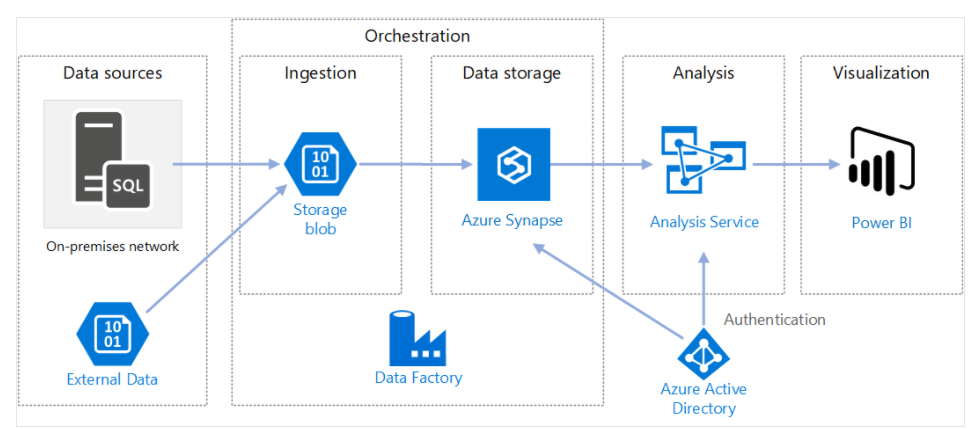 Orchestration
Data sources
Ingestion
Data storage
Analysis
Visualization
SQL
10
01
Storage
blob
Azure Synapse
Analysis Service
Power BI
On-premises network
10
01
External Data
Data Factory
Authentication
Azure Active
Directory